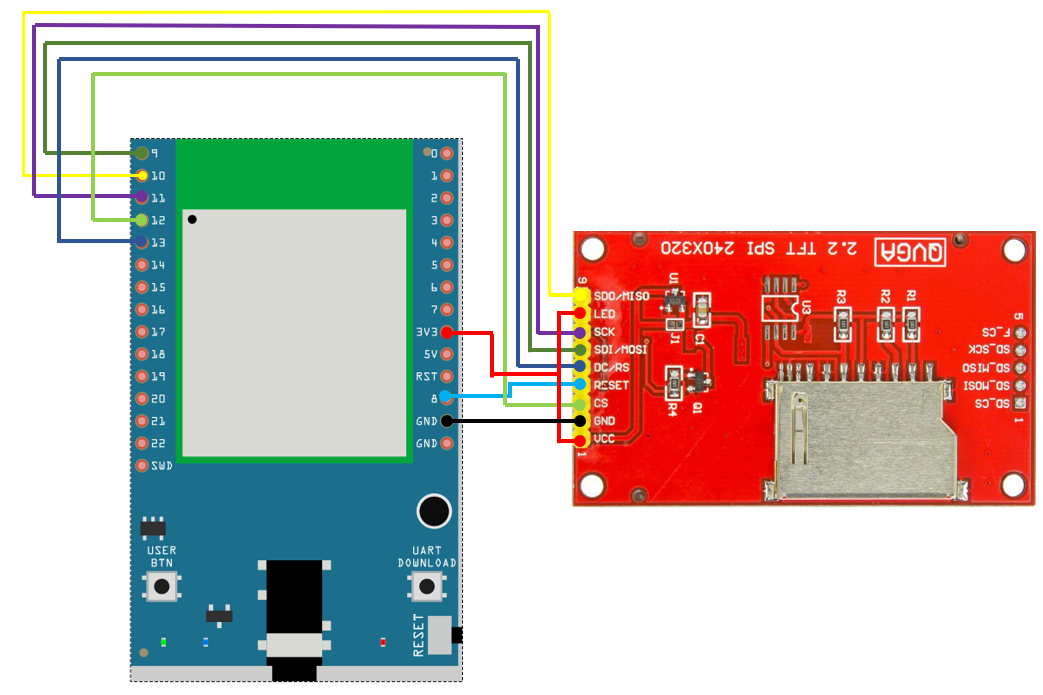 9
10
11
12
13
14
15
16
17
18
19
20
21
22
SWD
0
1
2
3
4
5
6
7
3V3
5V
RST
8
GND
GND
USER
BTN
UART
DOWNLOAD
RESET
2.2 TFT SPI 240X320
QVGA
9
SDO/MISO
LED
SCK
SDI/MOSI
DC/RS
RESET
CS
GND
VCC
1
U1
J1
C1
R4
Q1
U3
R3
R2
R1
5
F_CS
SD_SCK
SD_MISO
SD_MOSI
SD_CS
1